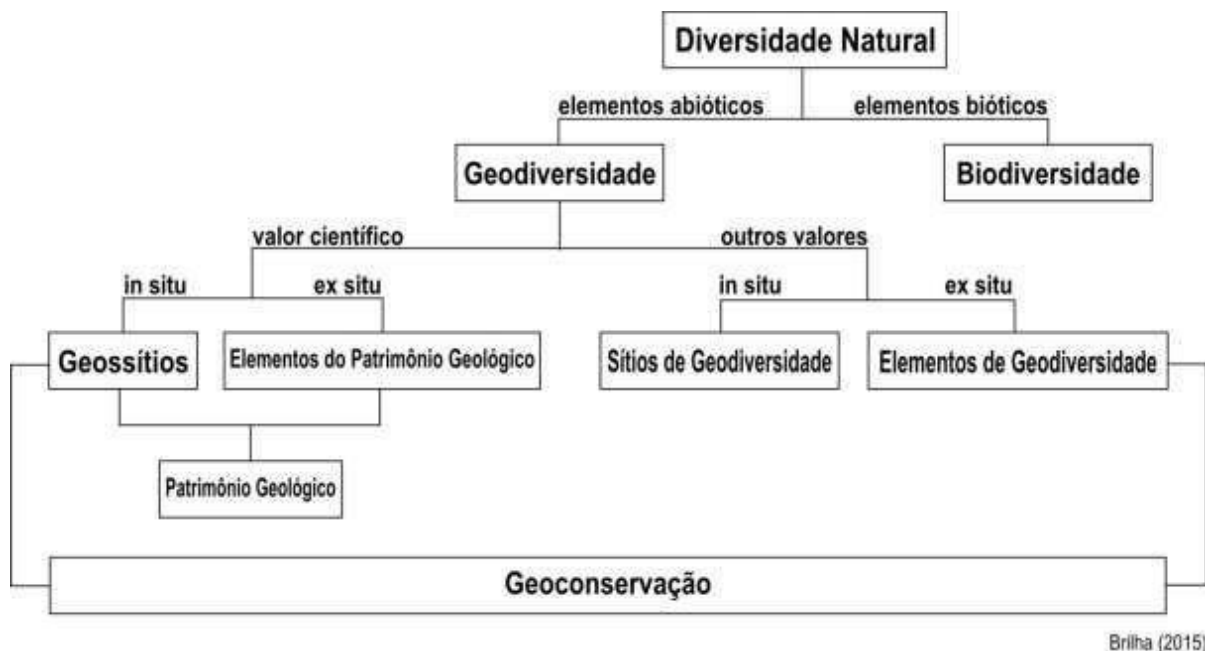 Diversidade Natural
elementos abióticos
elementos bióticos
Geodiversidade
Biodiversidade
valor científico
outros valores
in situ
ex situ
in situ
ex situ
Geossítios
Elementos do Patrimônio Geológico
Sítios de Geodiversidade
Elementos de Geodiversidade
Patrimônio Geológico
Geoconservação
Brilha (2015)